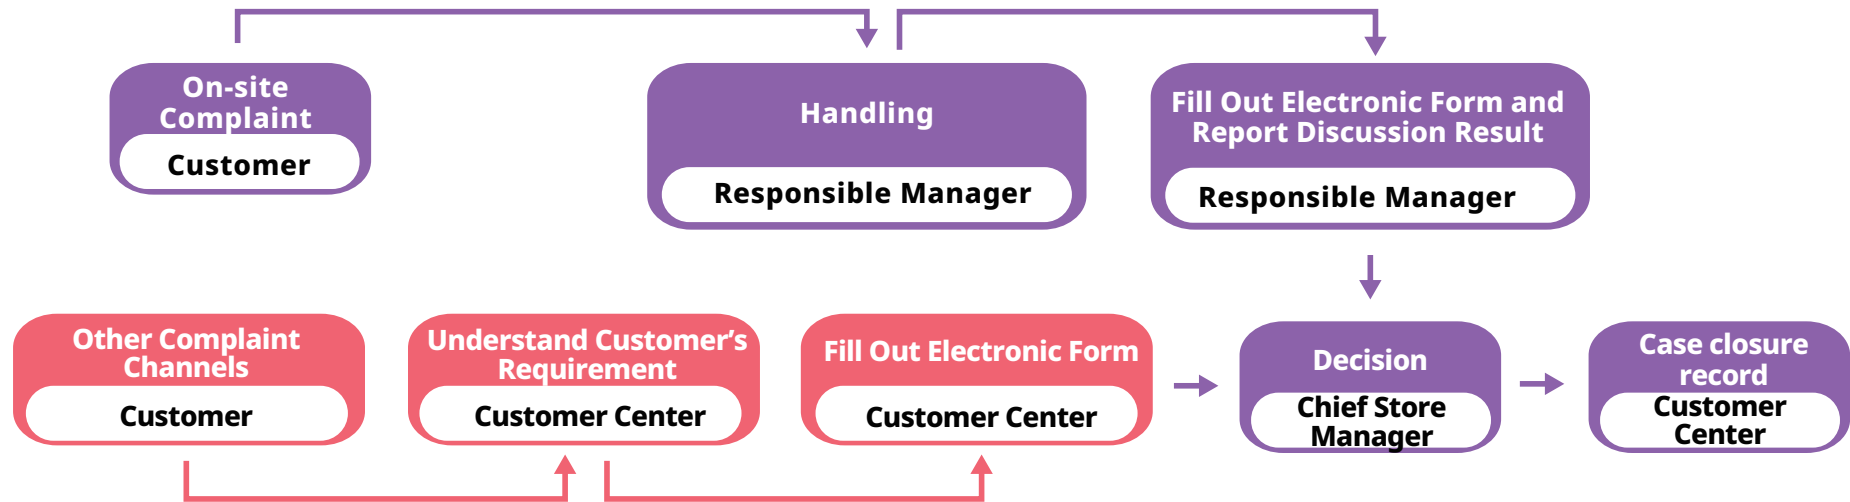 On-site
Complaint
Customer
Handling
Responsible Manager
Fill Out Electronic Form and
Report Discussion Result
Responsible Manager
Other Complaint
Channels
Customer
Understand Customer’s
Requirement
Customer Center
Fill Out Electronic Form
Customer Center
Decision
Chief Store
Manager
Case closure
record
Customer
Center